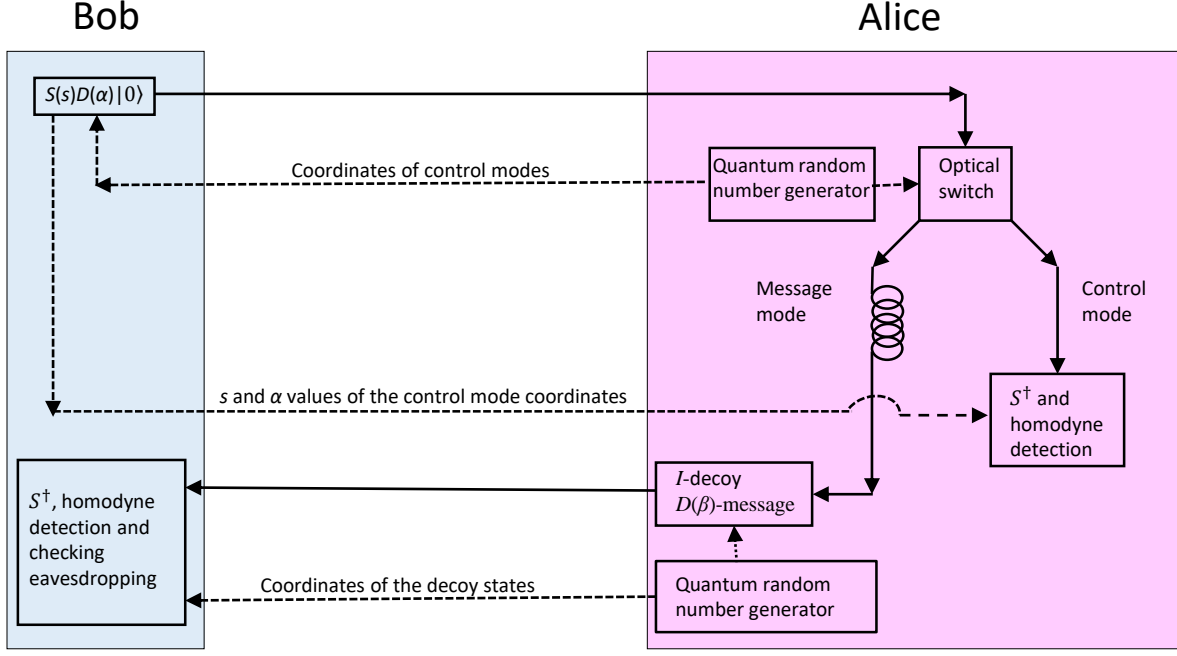 Bob
Alice
S(s)D(α)|0⟩
Coordinates of control modes
Quantum random
number generator
Optical
switch
Message
mode
Control
mode
s and α values of the control mode coordinates
S† and
homodyne
detection
S†, homodyne
detection and
checking
eavesdropping
I-decoy
D(β)-message
Coordinates of the decoy states
Quantum random
number generator